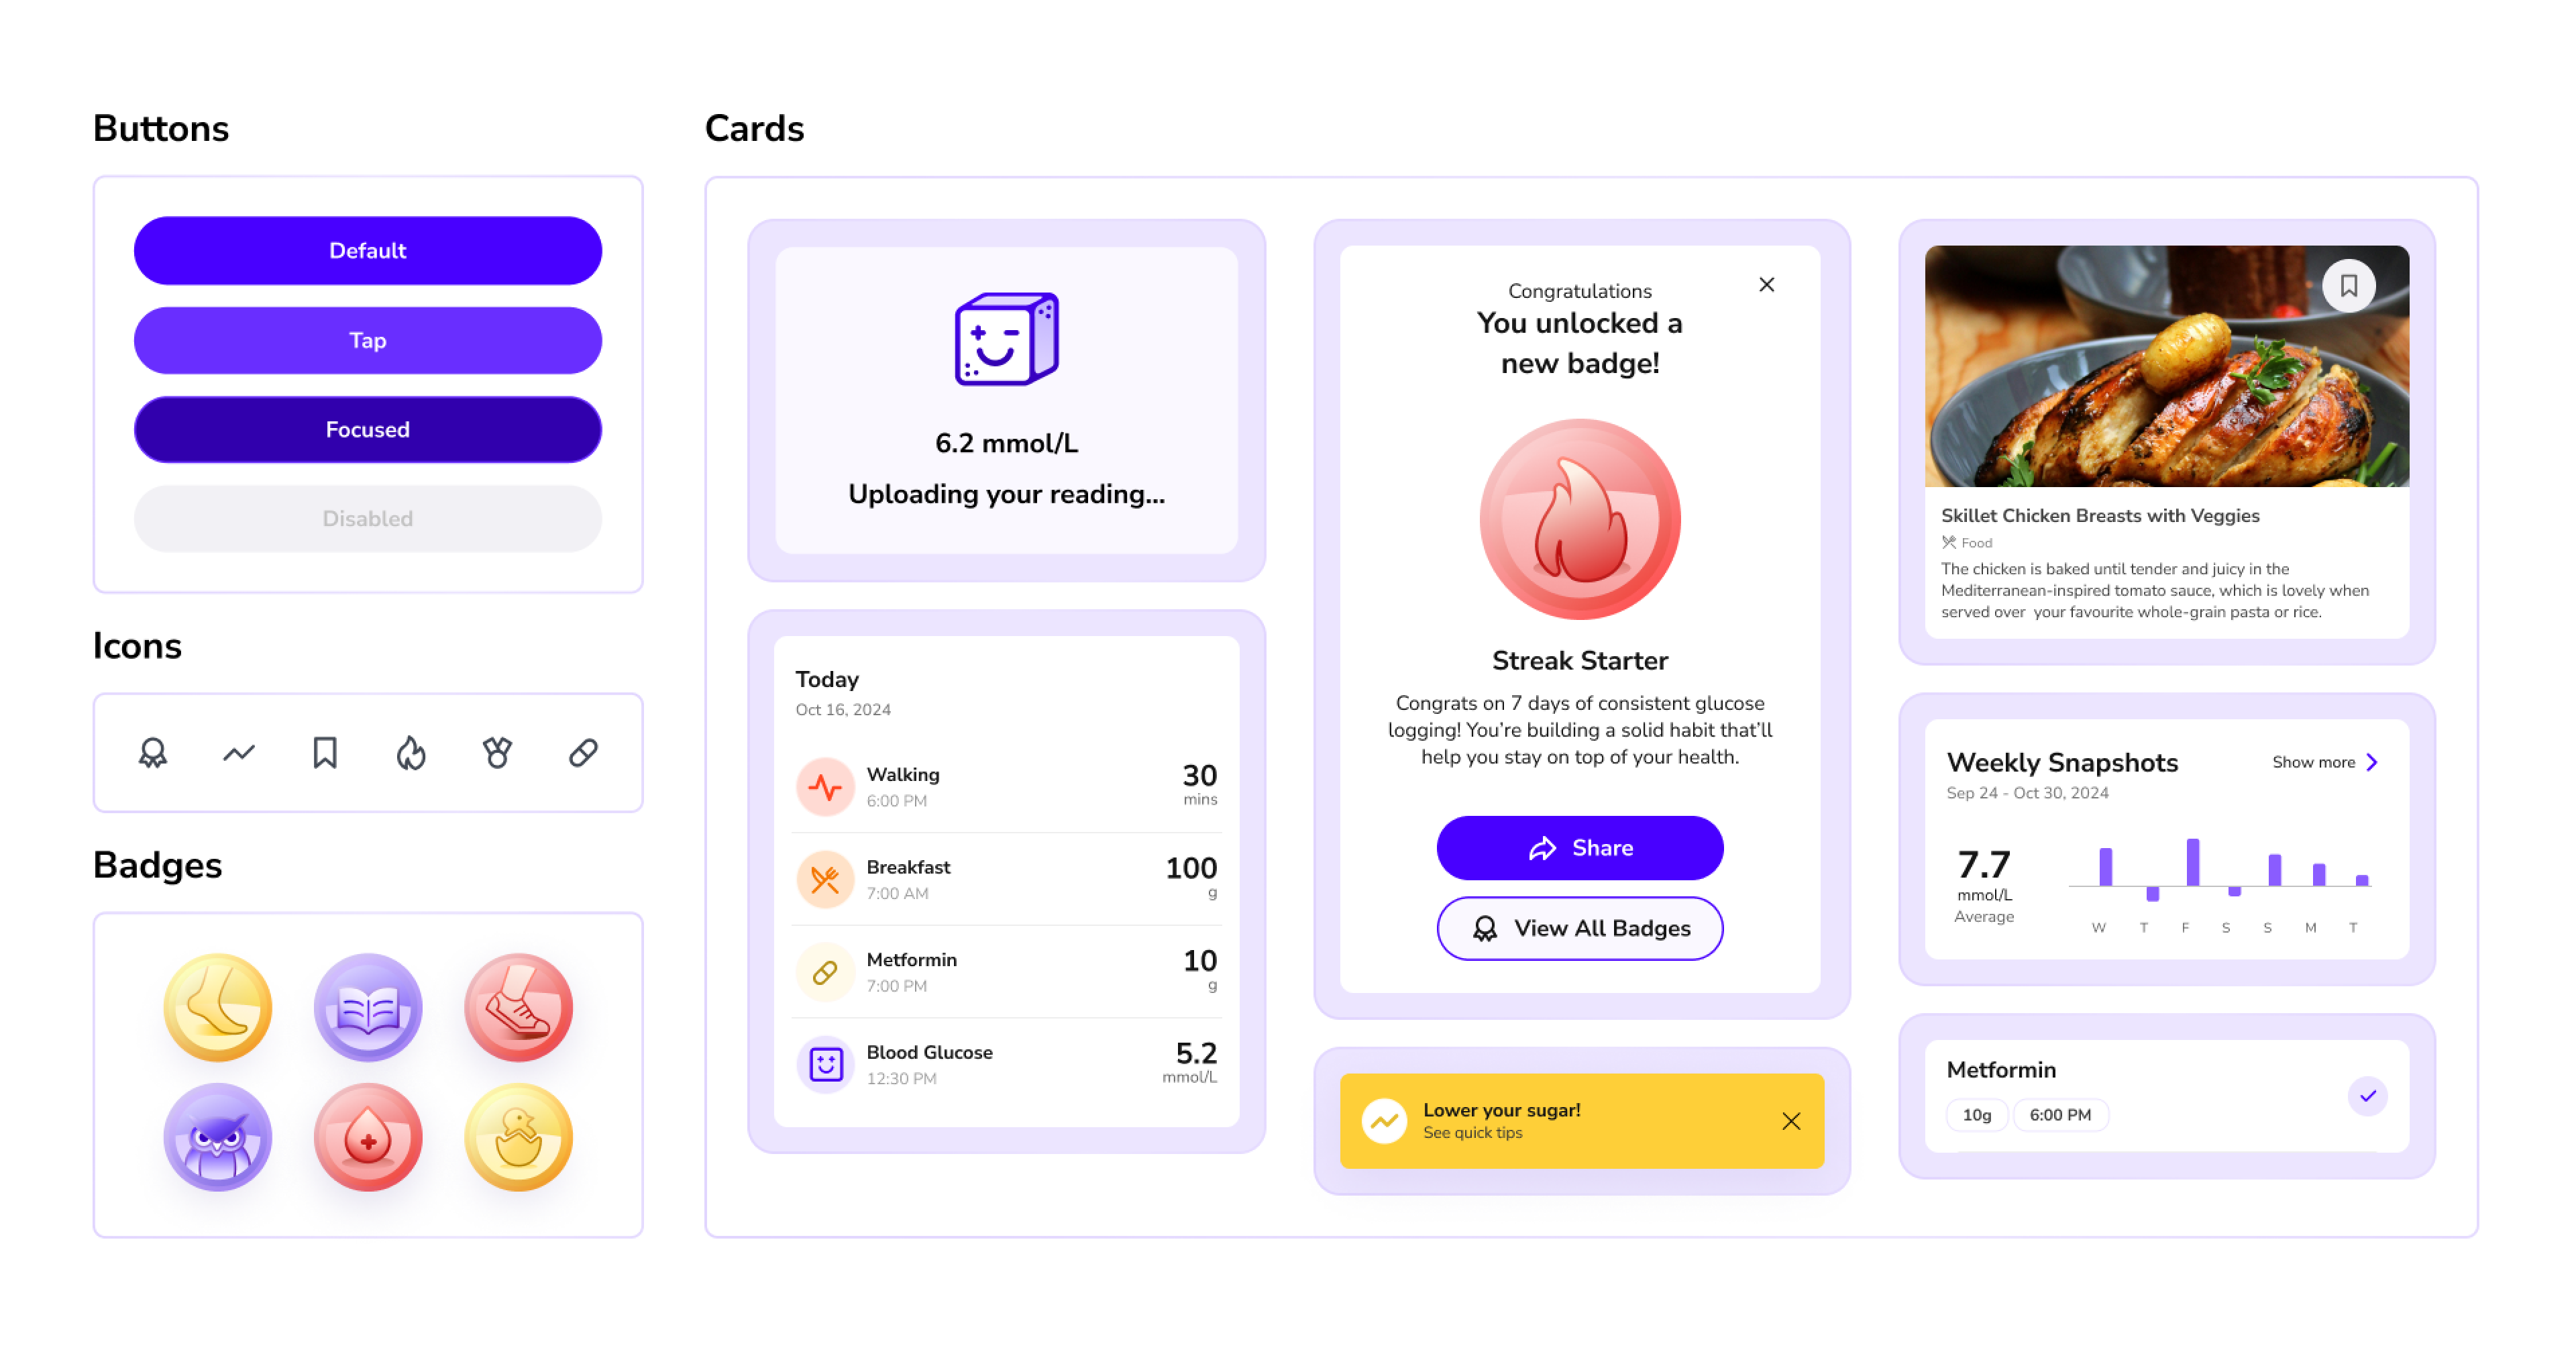 Buttons
Default
Tap
Focused
Disabled
Icons
Badges
Cards
6.2 mmol/L
Uploading your reading...
Today
Oct 16, 2024
Walking
6:00 PM
30
mins
Breakfast
7:00 AM
100
g
Metformin
7:00 PM
10
g
Blood Glucose
12:30 PM
5.2
mmol/L
Congratulations
You unlocked a
new badge!
Streak Starter
Congrats on 7 days of consistent glucose
logging! You’re building a solid habit that’ll
help you stay on top of your health.
Share
View All Badges
Lower your sugar!
See quick tips
Skillet Chicken Breasts with Veggies
Food
The chicken is baked until tender and juicy in the
Mediterranean-inspired tomato sauce, which is lovely when
served over  your favourite whole-grain pasta or rice.
Weekly Snapshots
Show more
Sep 24 - Oct 30, 2024
7.7
mmol/L
Average
W T F S S M T
Metformin
10g 6:00 PM